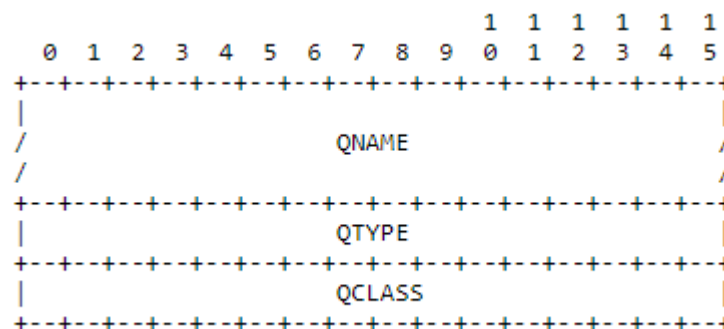 1  1  1  1  1  1
  0  1  2  3  4  5  6  7  8  9  0  1  2  3  4  5
+--+--+--+--+--+--+--+--+--+--+--+--+--+--+--+--+
|                                               |
/                     QNAME                     /
/                                               /
+--+--+--+--+--+--+--+--+--+--+--+--+--+--+--+--+
|                     QTYPE                     |
+--+--+--+--+--+--+--+--+--+--+--+--+--+--+--+--+
|                     QCLASS                    |
+--+--+--+--+--+--+--+--+--+--+--+--+--+--+--+--+